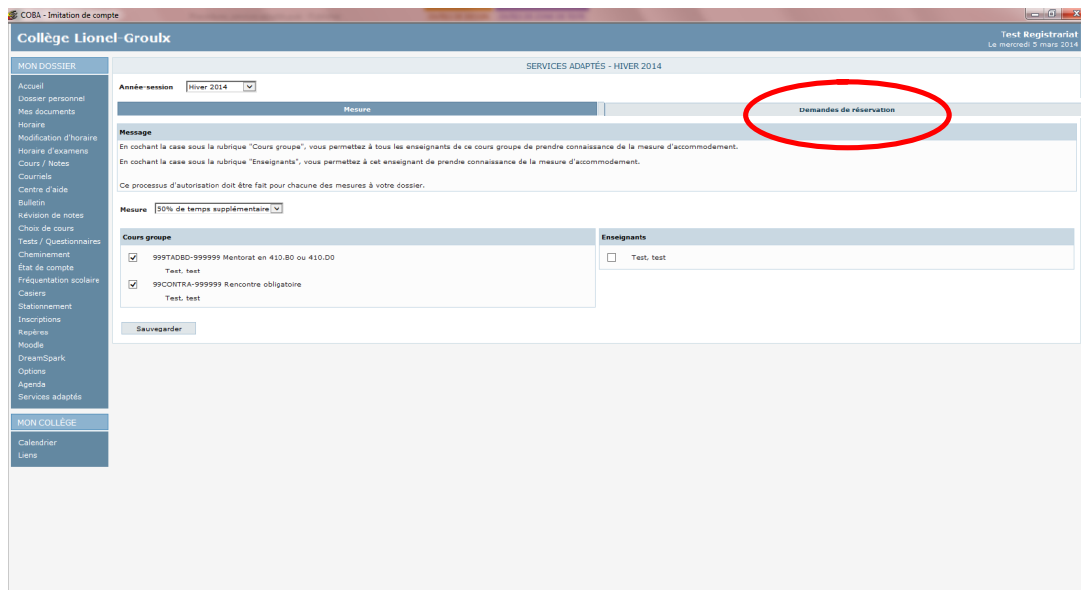 COBA - Imitation de compte
Collège Lionel-Groulx
Test Registrariat
Le mercredi 5 mars 2014
MON DOSSIER
Accueil
Dossier personnel
Mes documents
Horaire
Modification d'horaire
Horaire d'examens
Cours / Notes
Courriels
Centre d'aide
Bulletin
Révision de notes
Choix de cours
Tests / Questionnaires
Cheminement
État de compte
Fréquentation scolaire
Casiers
Stationnement
Inscriptions
Repères
Moodle
DreamSpark
Options
Agenda
Services adaptés
MON COLLÈGE
Calendrier
Liens
SERVICES ADAPTÉS - HIVER 2014
Année-session Hiver 2014
Mesure
Demandes de réservation
Message
En cochant la case sous la rubrique "Cours groupe", vous permettez à tous les enseignants de ce cours groupe de prendre connaissance de la mesure d'accommodement.
En cochant la case sous la rubrique "Enseignants", vous permettez à cet enseignant de prendre connaissance de la mesure d'accommodement.
Ce processus d'autorisation doit être fait pour chacune des mesures à votre dossier.
Mesure 50% de temps supplémentaire
Cours groupe
999TADBD-999999 Mentorat en 410.B0 ou 410.D0
Test, test
99CONTRA-999999 Rencontre obligatoire
Test, test
Enseignants
Test, test
Sauvegarder